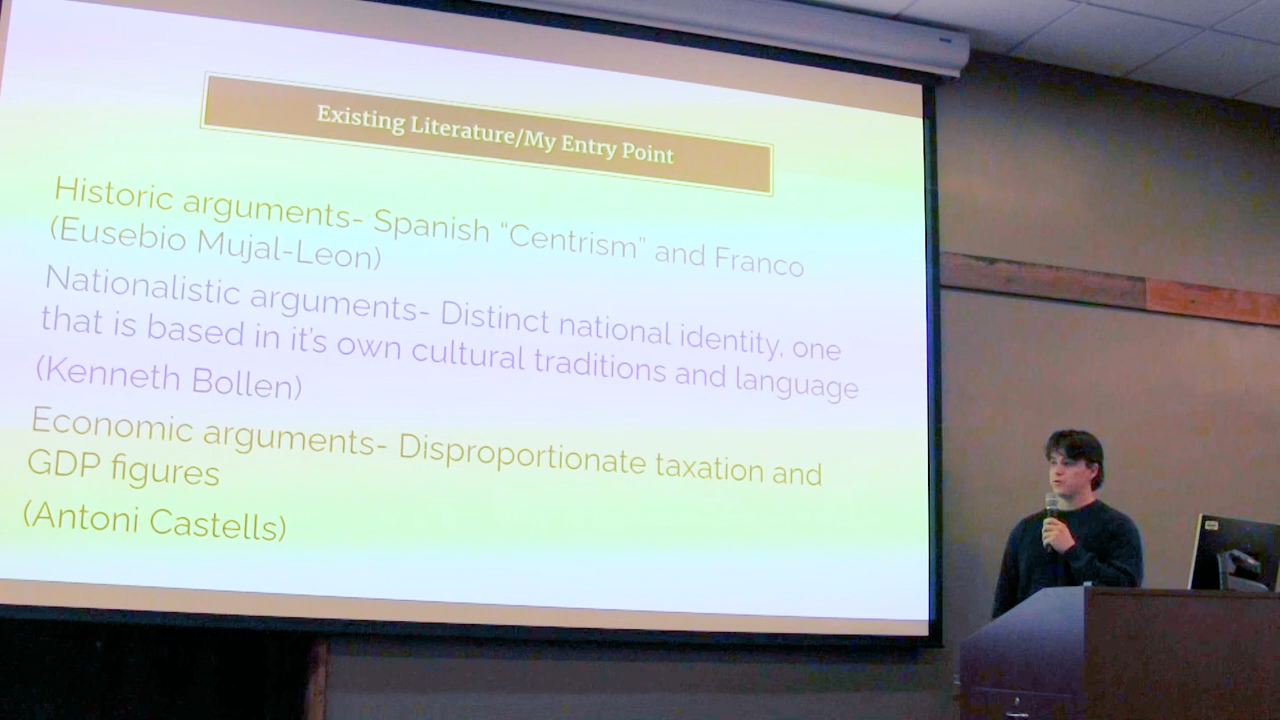 Existing Literature/My Entry Point
Historic arguments- Spanish “Centrism” and Franco
(Eusebio Mujal-Leon)
Nationalistic arguments- Distinct national identity, one
that is based in it’s own cultural traditions and language
(Kenneth Bollen)
Economic arguments- Disproportionate taxation and
GDP figures
(Antoni Castells)